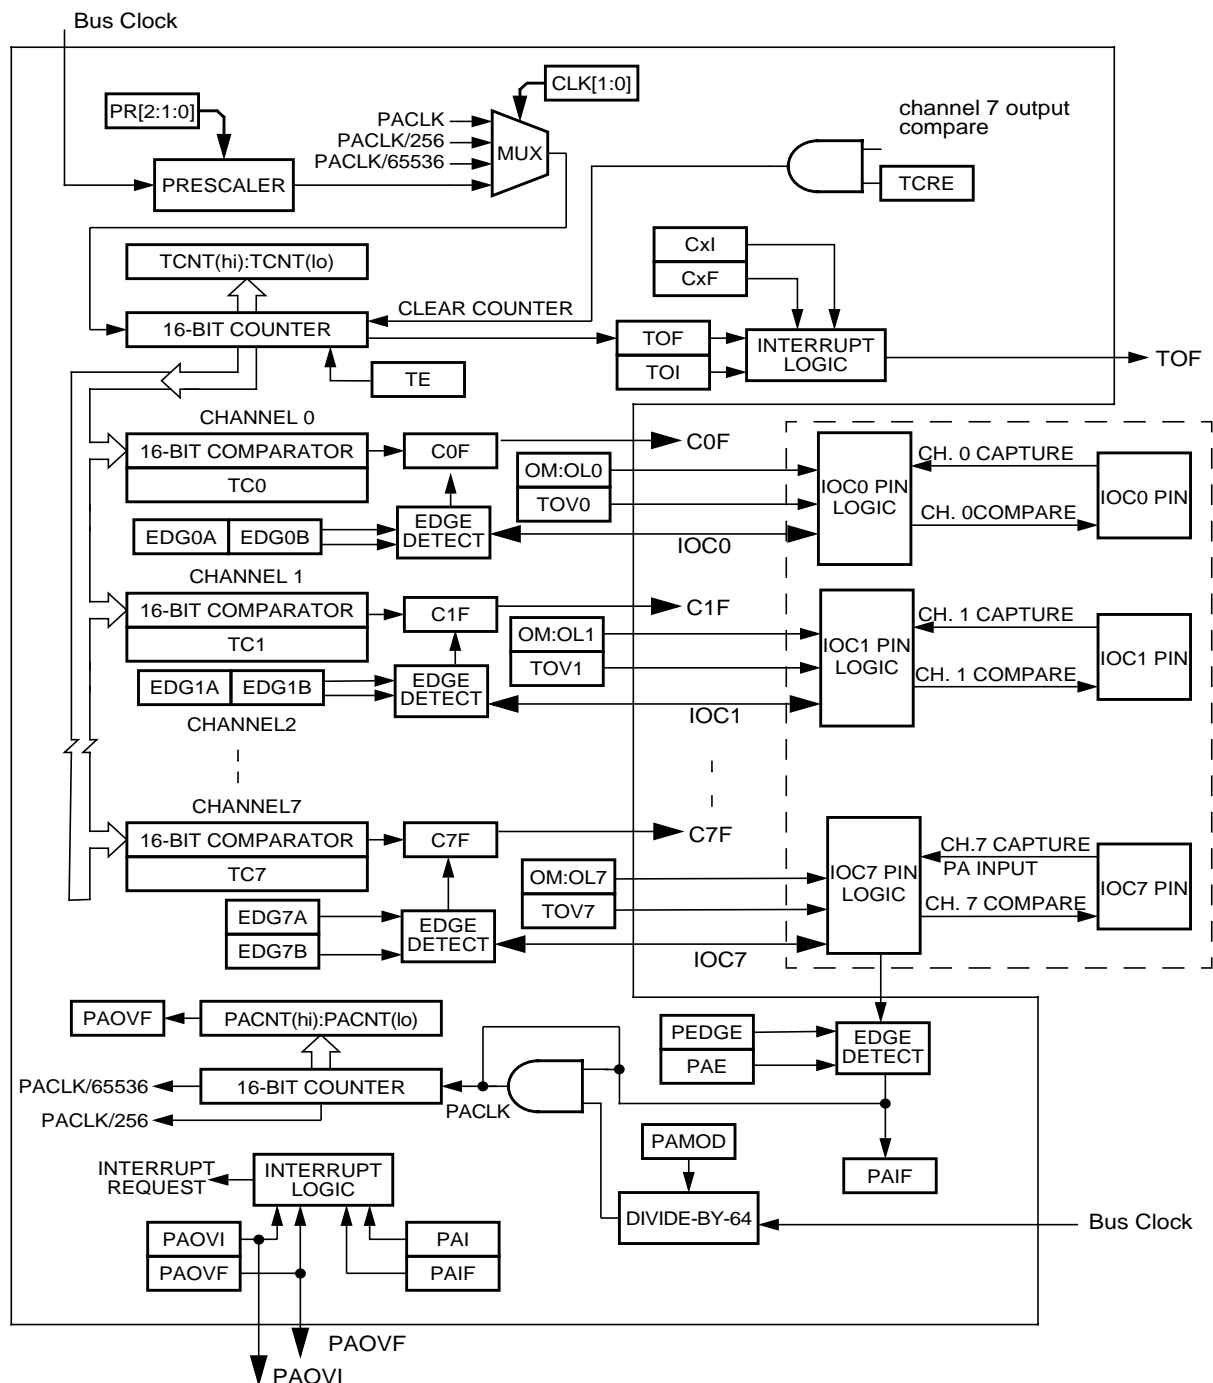 Bus Clock
CLK[1:0]
PR[2:1:0]
PACLK
PACLK/256
PACLK/65536
MUX
channel 7 output
compare
PRESCALER
TCRE
TCNT(hi):TCNT(lo)
CxI
CxF
CLEAR COUNTER
16-BIT COUNTER
TOF
TOI
INTERRUPT
LOGIC
TOF
TE
CHANNEL 0
16-BIT COMPARATOR
TC0
C0F
C0F
OM:OL0
TOV0
IOC0 PIN
LOGIC
CH. 0 CAPTURE
CH. 0COMPARE
IOC0 PIN
EDG0A
EDG0B
EDGE
DETECT
IOC0
CHANNEL 1
16-BIT COMPARATOR
TC1
C1F
C1F
OM:OL1
TOV1
IOC1 PIN
LOGIC
CH. 1 CAPTURE
CH. 1 COMPARE
IOC1 PIN
EDG1A
EDG1B
EDGE
DETECT
IOC1
CHANNEL2
CHANNEL7
16-BIT COMPARATOR
TC7
C7F
C7F
OM:OL7
TOV7
IOC7 PIN
LOGIC
CH.7 CAPTURE
PA INPUT
CH. 7 COMPARE
IOC7 PIN
EDG7A
EDG7B
EDGE
DETECT
IOC7
PAOVF
PACNT(hi):PACNT(lo)
PEDGE
PAE
EDGE
DETECT
PACLK/65536
16-BIT COUNTER
PACLK
PACLK/256
PAMOD
PAIF
INTERRUPT
REQUEST
INTERRUPT
LOGIC
DIVIDE-BY-64
Bus Clock
PAOVI
PAOVF
PAI
PAIF
PAOVF
PAOVI